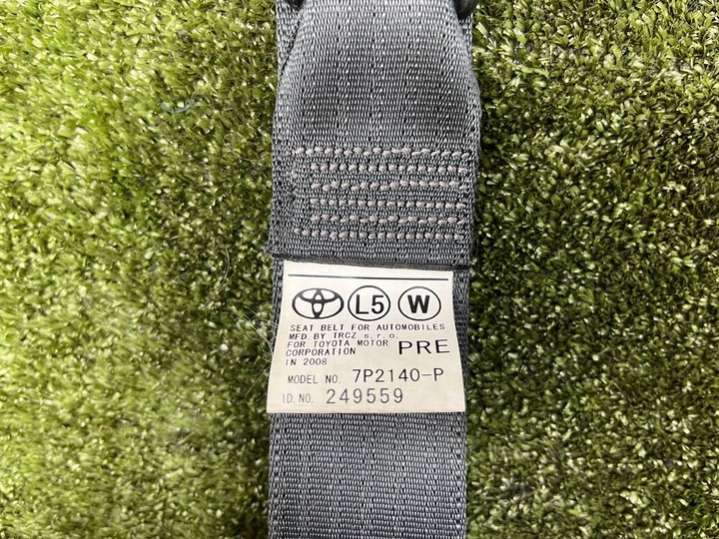 L5 W
SEAT BELT FOR AUTOMOBILES
MFD.BY TRCZ s.r.o
FOR TOYOTA MOTOR
CORPORATION PRE
IN 2008
MODEL NO. 7P2140-P
ID.NO. 249559